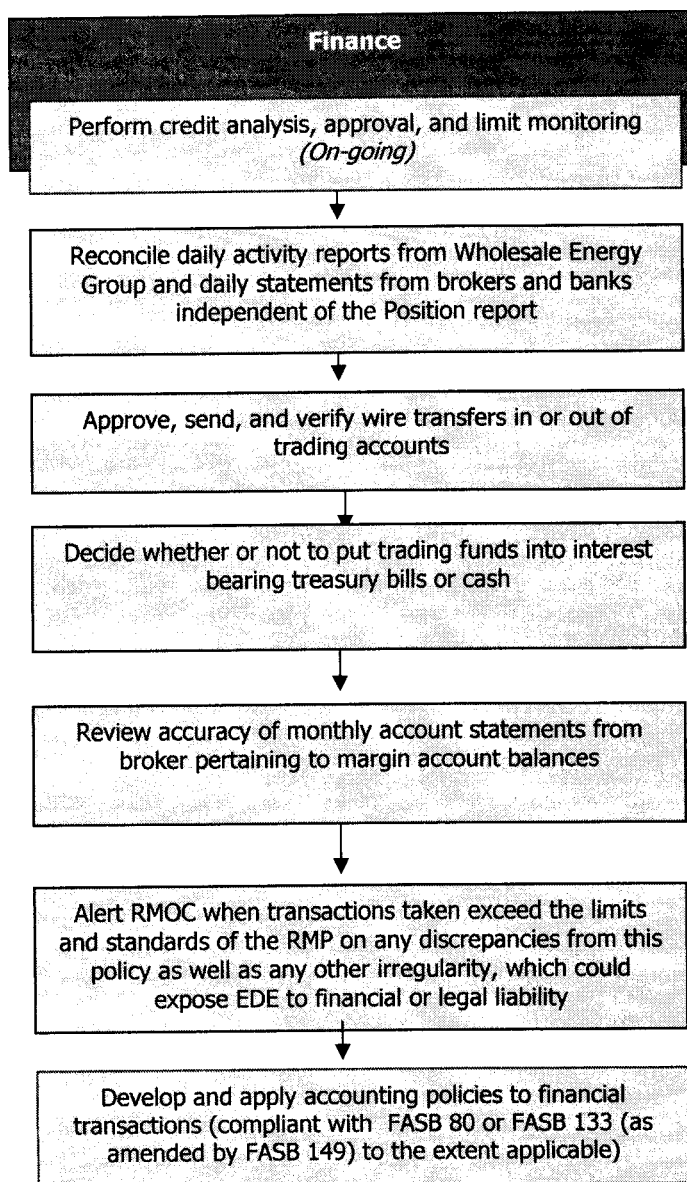 Finance
Perform credit analysis, approval, and limit monitoring
(On-going)
Reconcile daily activity reports from Wholesale Energy
Group and daily statements from brokers and banks
independent of the Position report
Approve, send, and verify wire transfers in or out of
trading accounts
Decide whether or not to put trading funds into interest
bearing treasury bills or cash
Review accuracy of monthly account statements from
broker pertaining to margin account balances
Alert RMOC when transactions taken exceed the limits
and standards of the RMP on any discrepancies from this
policy as well as any other irregularity, which could
expose EDE to financial or legal liability
Develop and apply accounting policies to financial
transactions (compliant with FASB 80 or FASB 133 (as
amended by FASB 149) to the extent applicable)